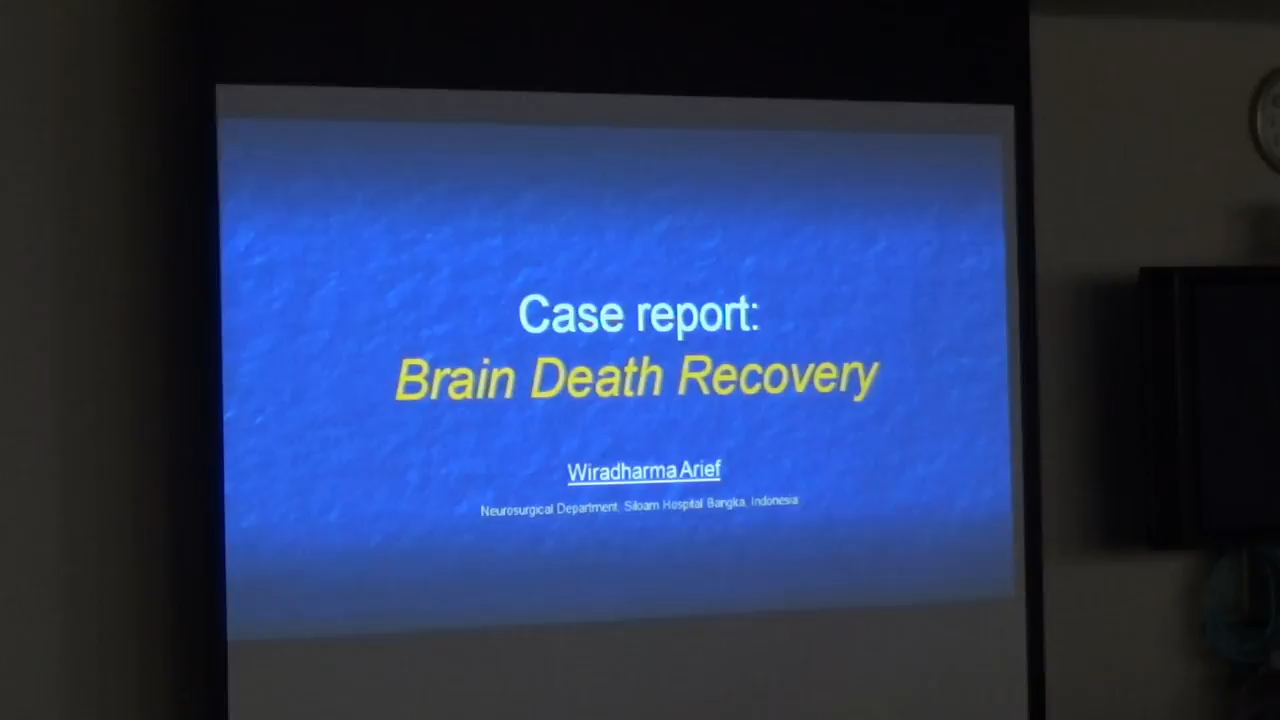 Case report:
Brain Death Recovery
Wiradharma Arief
Neurosurgical Department, Siloam Hospital Bangka, Indonesia